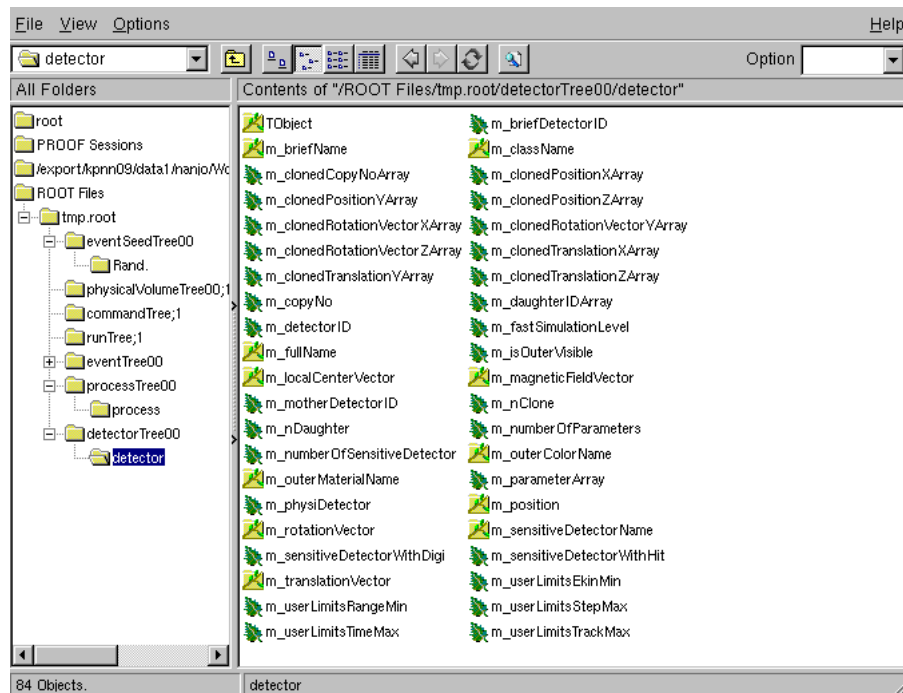 File View Options Help
detector Option
All Folders Contents of "/ROOT Files/tmp.root/detectorTree00/detector"
root
PROOF Sessions
/export/kpnn09/data1/nanjo/Wc
ROOT Files
tmp.root
eventSeedTree00
Rand.
physicalVolumeTree00;1
commandTree;1
runTree;1
eventTree00
processTree00
process
detectorTree00
detector
TObject m_briefDetectorID
m_briefName m_className
m_clonedCopyNoArray m_clonedPositionXArray
m_clonedPositionYArray m_clonedPositionZArray
m_clonedRotationVectorXArray m_clonedRotationVectorYArray
m_clonedRotationVectorZArray m_clonedTranslationXArray
m_clonedTranslationYArray m_clonedTranslationZArray
m_copyNo m_daughterIDArray
m_detectorID m_fastSimulationLevel
m_fullName m_isOuterVisible
m_localCenterVector m_magneticFieldVector
m_motherDetectorID m_nClone
m_nDaughter m_numberOfParameters
m_numberOfSensitiveDetector m_outerColorName
m_outerMaterialName m_parameterArray
m_physiDetector m_position
m_rotationVector m_sensitiveDetectorName
m_sensitiveDetectorWithDigi m_sensitiveDetectorWithHit
m_translationVector m_userLimitsEkinMin
m_userLimitsRangeMin m_userLimitsStepMax
m_userLimitsTimeMax m_userLimitsTrackMax
84 Objects. detector